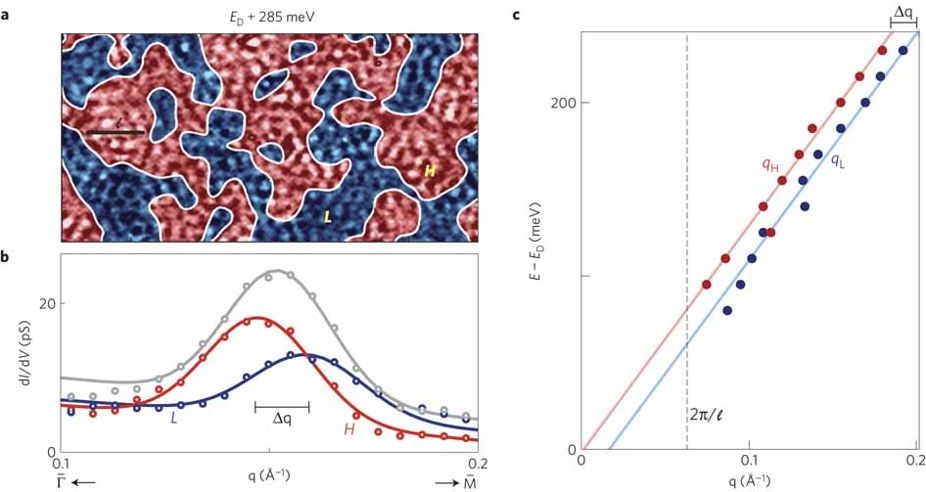 a
E_D + 285 meV
ℓ
H
L
b
dI/dV (pS)
20
0
L
Δq
H
0.1
0.2
q (Å⁻¹)
Γ̄ ←
→ M̄
c
Δq
200
q_H
q_L
E − E_D (meV)
2π/ℓ
0
0
0.1
0.2
q (Å⁻¹)